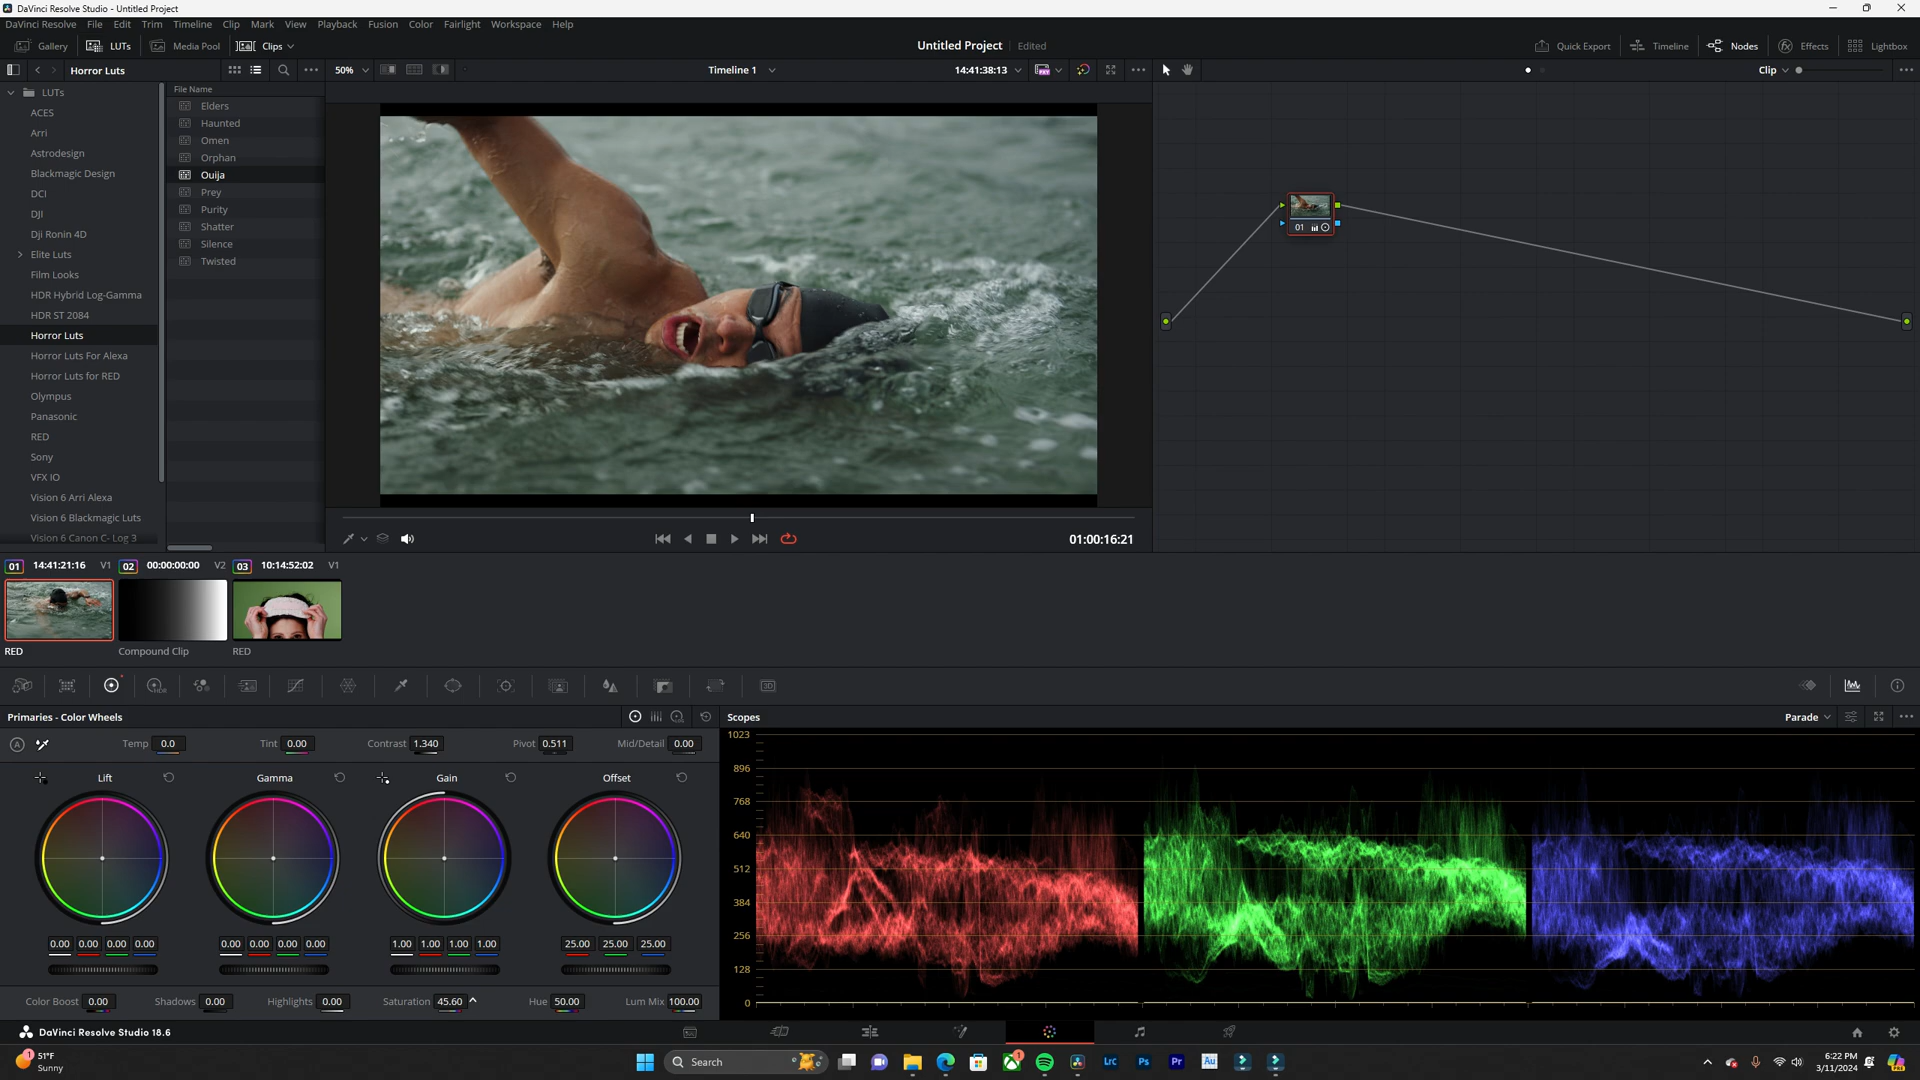 DaVinci Resolve Studio - Untitled Project
DaVinci Resolve File Edit Trim Timeline Clip Mark View Playback Fusion Color Fairlight Workspace Help
Gallery LUTs Media Pool Clips Untitled Project Edited Quick Export Timeline Nodes Effects Lightbox
Horror Luts 50% Timeline 1 14:41:38:13 Clip
LUTs
ACES
Arri
Astrodesign
Blackmagic Design
DCI
DJI
Dji Ronin 4D
Elite Luts
Film Looks
HDR Hybrid Log-Gamma
HDR ST 2084
Horror Luts
Horror Luts For Alexa
Horror Luts for RED
Olympus
Panasonic
RED
Sony
VFX IO
Vision 6 Arri Alexa
Vision 6 Blackmagic Luts
Vision 6 Canon C- Log 3
File Name
Elders
Haunted
Omen
Orphan
Ouija
Prey
Purity
Shatter
Silence
Twisted
01
01:00:16:21
01 14:41:21:16 V1 02 00:00:00:00 V2 03 10:14:52:02 V1
RED Compound Clip RED
HDR
3D
Primaries - Color Wheels
LOG
A Temp 0.0 Tint 0.00 Contrast 1.340 Pivot 0.511 Mid/Detail 0.00
Lift Gamma Gain Offset
0.00 0.00 0.00 0.00 0.00 0.00 0.00 0.00 1.00 1.00 1.00 1.00 25.00 25.00 25.00
Color Boost 0.00 Shadows 0.00 Highlights 0.00 Saturation 45.60 Hue 50.00 Lum Mix 100.00
Scopes Parade
1023
896
768
640
512
384
256
128
0
DaVinci Resolve Studio 18.6
1 51°F
Sunny
Search
1
Lrc Ps Pr Au
6:22 PM
3/11/2024